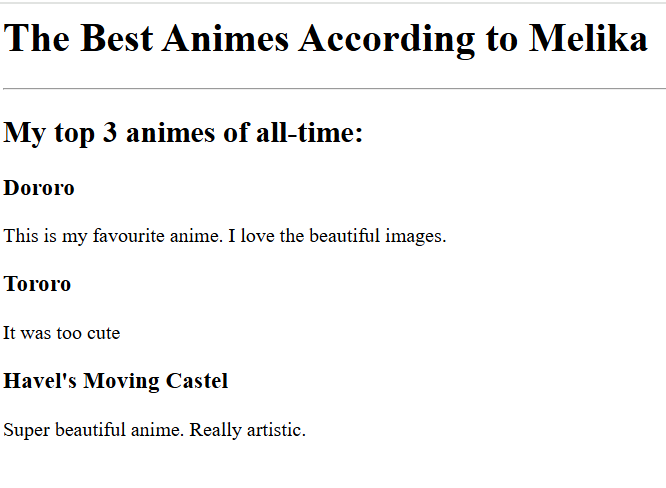 The Best Animes According to Melika
My top 3 animes of all-time:
Dororo
This is my favourite anime. I love the beautiful images.
Tororo
It was too cute
Havel's Moving Castel
Super beautiful anime. Really artistic.